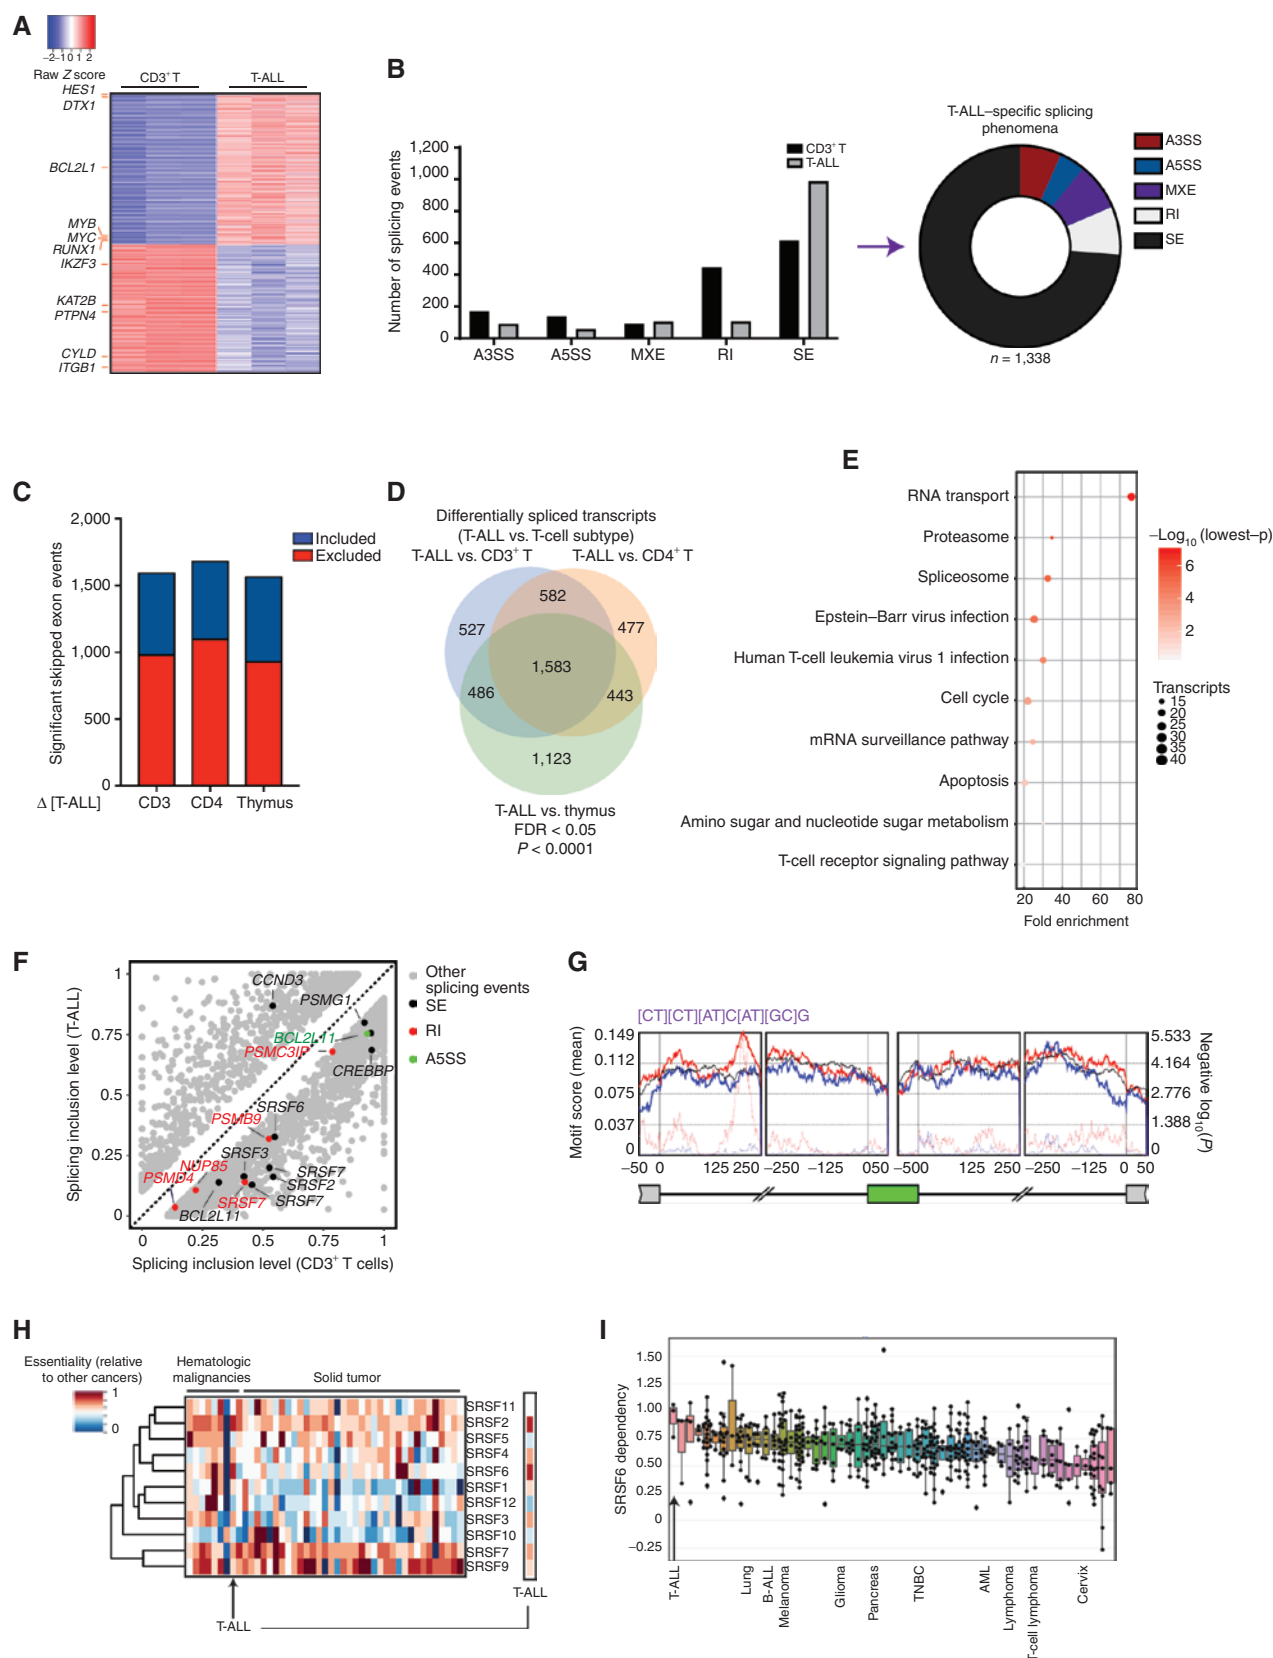 A
−2−1 0 1 2
Raw Z score
CD3+ T
T-ALL
HES1
DTX1
BCL2L1
MYB
MYC
RUNX1
IKZF3
KAT2B
PTPN4
CYLD
ITGB1
B
Number of splicing events
1,200
1,000
800
600
400
200
0
CD3+ T
T-ALL
A3SS
A5SS
MXE
RI
SE
T-ALL–specific splicing
phenomena
A3SS
A5SS
MXE
RI
SE
n = 1,338
C
Significant skipped exon events
2,000
1,500
1,000
500
0
Included
Excluded
Δ [T-ALL]
CD3
CD4
Thymus
D
Differentially spliced transcripts
(T-ALL vs. T-cell subtype)
T-ALL vs. CD3+ T
T-ALL vs. CD4+ T
582
527
477
1,583
486
443
1,123
T-ALL vs. thymus
FDR < 0.05
P < 0.0001
E
RNA transport
Proteasome
Spliceosome
Epstein–Barr virus infection
Human T-cell leukemia virus 1 infection
Cell cycle
mRNA surveillance pathway
Apoptosis
Amino sugar and nucleotide sugar metabolism
T-cell receptor signaling pathway
20
40
60
80
Fold enrichment
−Log10 (lowest–p)
6
4
2
Transcripts
15
20
25
30
35
40
F
Splicing inclusion level (T-ALL)
1
0.75
0.5
0.25
0
CCND3
PSMG1
BCL2L11
PSMC3IP
CREBBP
SRSF6
PSMB9
SRSF3
NUP85
PSMD4
SRSF7
SRSF2
SRSF7
SRSF7
BCL2L11
0
0.25
0.5
0.75
1
Splicing inclusion level (CD3+ T cells)
Other
splicing events
SE
RI
A5SS
G
[CT][CT][AT]C[AT][GC]G
Motif score (mean)
0.149
0.112
0.075
0.037
0
5.533
4.164
2.776
1.388
0
Negative log10(P)
−50 0 125 250
−250 −125 0 50
−50 0 125 250
−250 −125 0 50
H
Essentiality (relative
to other cancers)
1
0
Hematologic
malignancies
Solid tumor
SRSF11
SRSF2
SRSF5
SRSF4
SRSF6
SRSF1
SRSF12
SRSF3
SRSF10
SRSF7
SRSF9
T-ALL
T-ALL
I
SRSF6 dependency
1.50
1.25
1.00
0.75
0.50
0.25
0
−0.25
T-ALL
Lung
B-ALL
Melanoma
Glioma
Pancreas
TNBC
AML
Lymphoma
T-cell lymphoma
Cervix